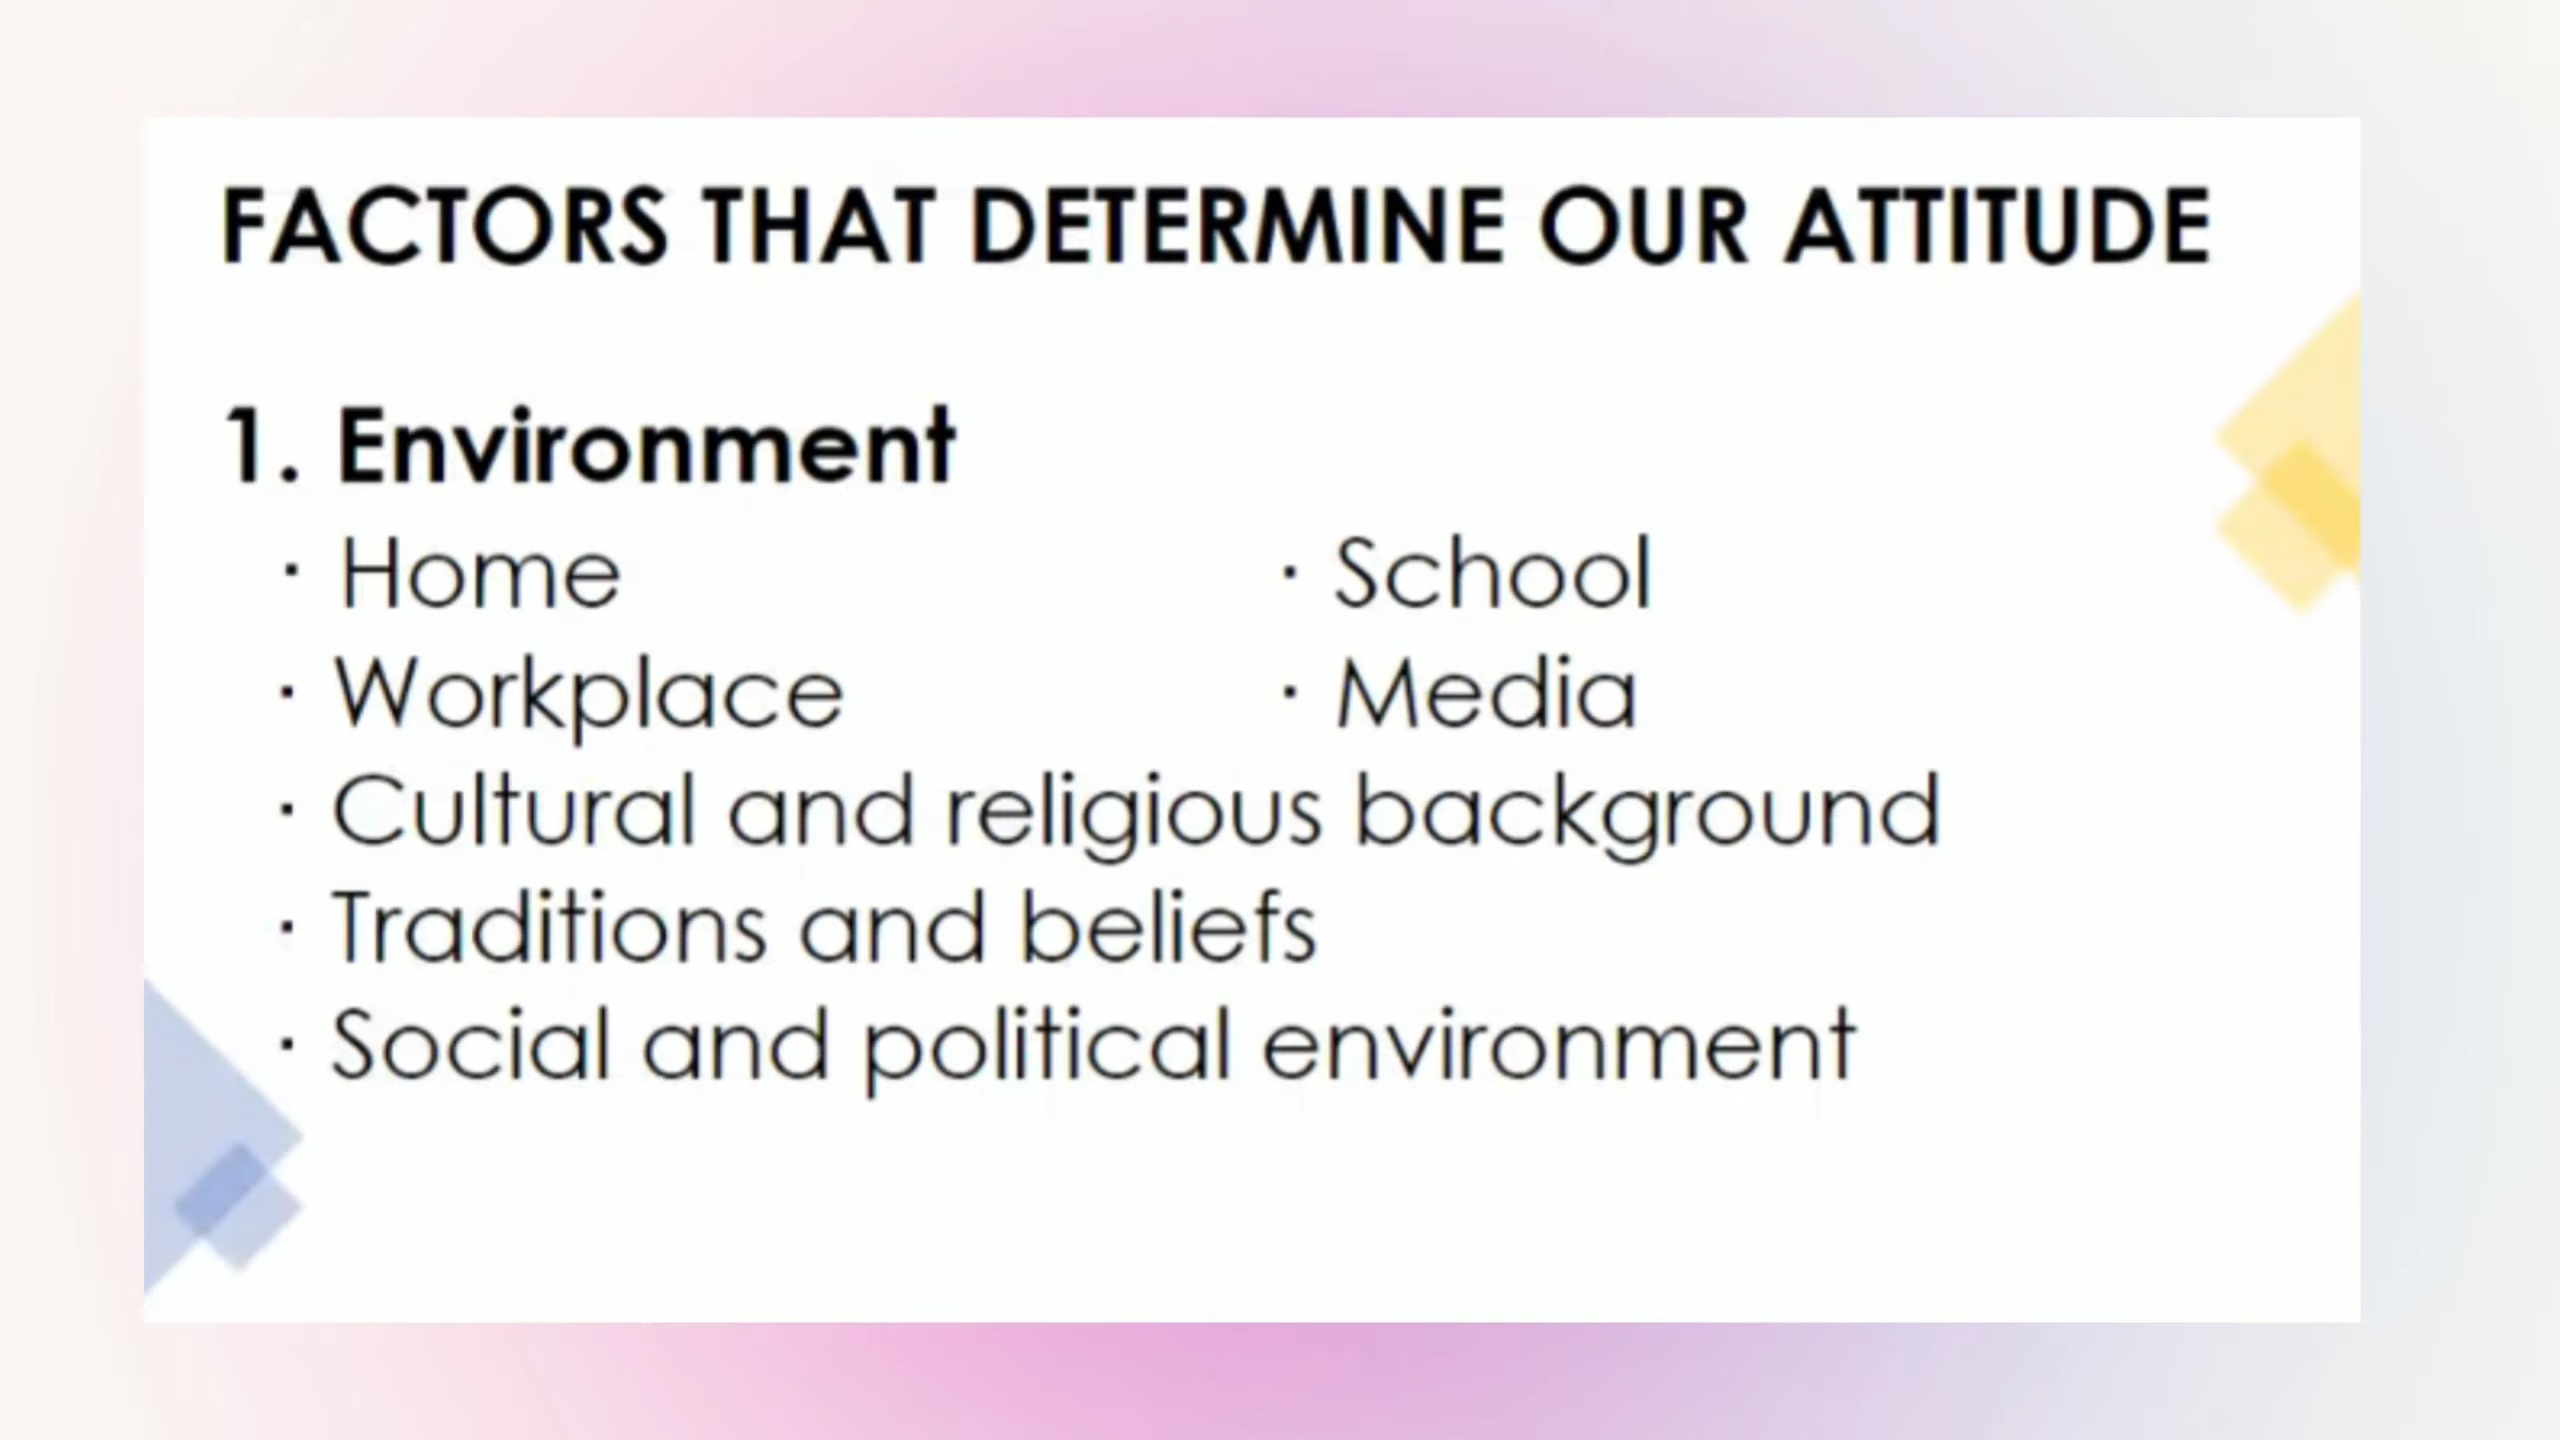 FACTORS THAT DETERMINE OUR ATTITUDE
1. Environment
· Home · School
· Workplace · Media
· Cultural and religious background
· Traditions and beliefs
· Social and political environment